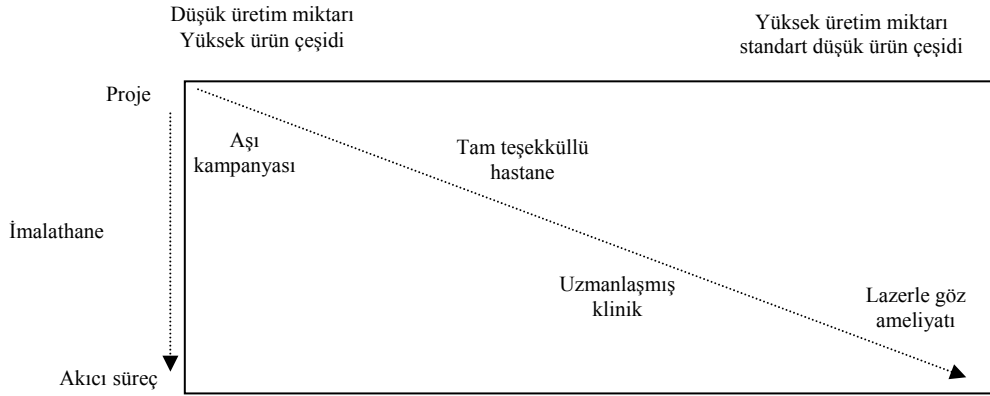 Düşük üretim miktarı
Yüksek ürün çeşidi
Yüksek üretim miktarı
standart düşük ürün çeşidi
Proje
Aşı
kampanyası
Tam teşekküllü
hastane
İmalathane
Uzmanlaşmış
klinik
Lazerle göz
ameliyatı
Akıcı süreç